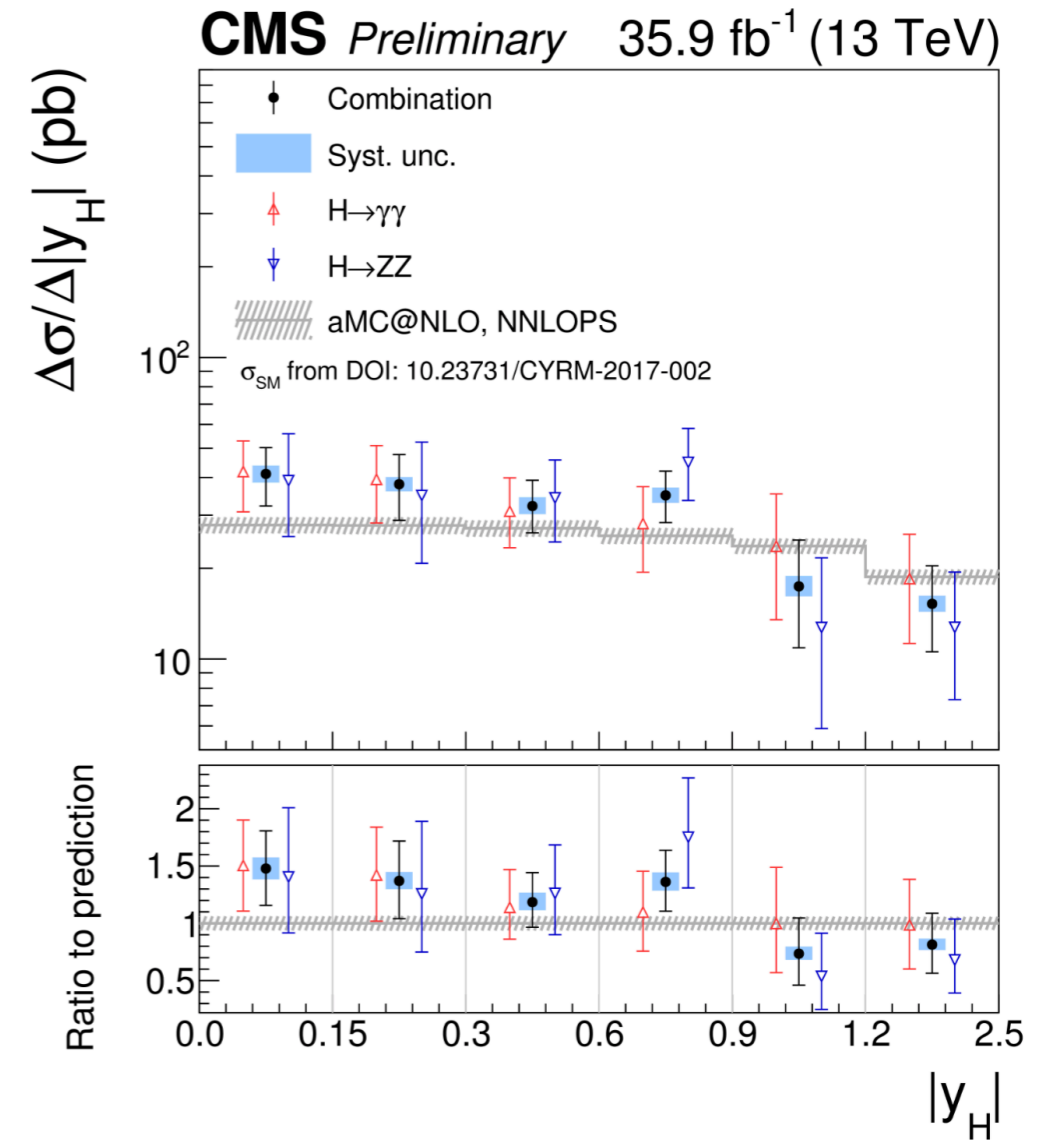 CMS Preliminary 35.9 fb⁻¹ (13 TeV)
Δσ/Δ|y_H| (pb)
Combination
Syst. unc.
H→γγ
H→ZZ
aMC@NLO, NNLOPS
σ_SM from DOI: 10.23731/CYRM-2017-002
10²
10
Ratio to prediction
2
1.5
1
0.5
0.0 0.15 0.3 0.6 0.9 1.2 2.5
|y_H|